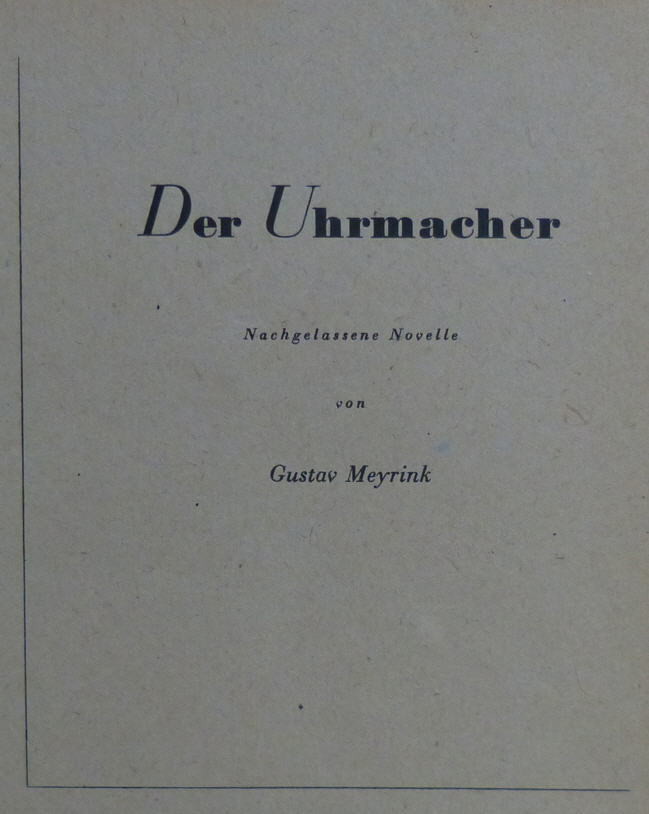 Der Uhrmacher
Nachgelassene Novelle
von
Gustav Meyrink